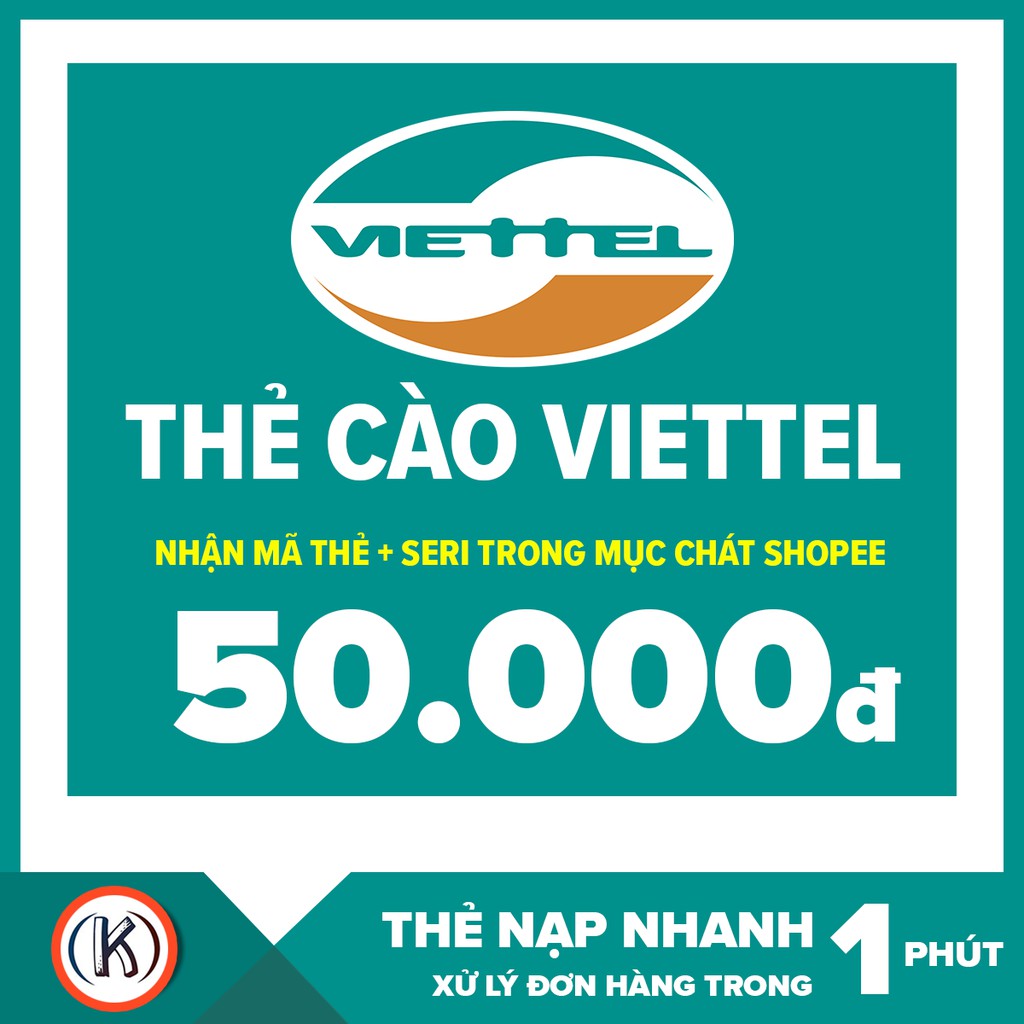 VIETTEL
THẺ CÀO VIETTEL
NHẬN MÃ THẺ + SERI TRONG MỤC CHÁT SHOPEE
50.000đ
(K)
THẺ NẠP NHANH
XỬ LÝ ĐƠN HÀNG TRONG
1 PHÚT